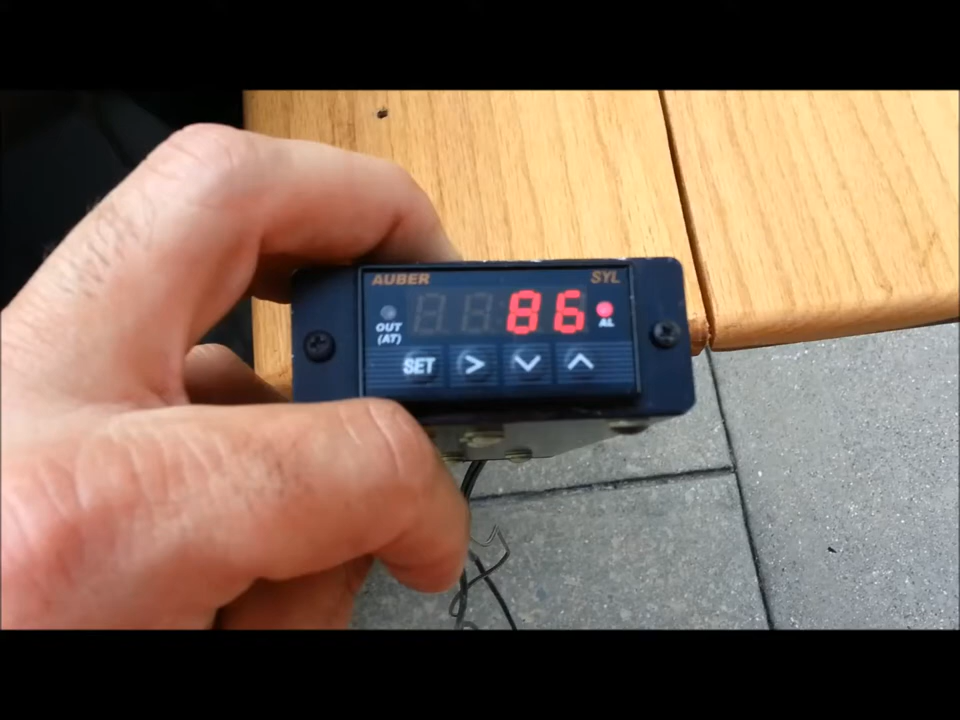 AUBER SYL
OUT
(AT)
86
AL
SET > ∨ ∧